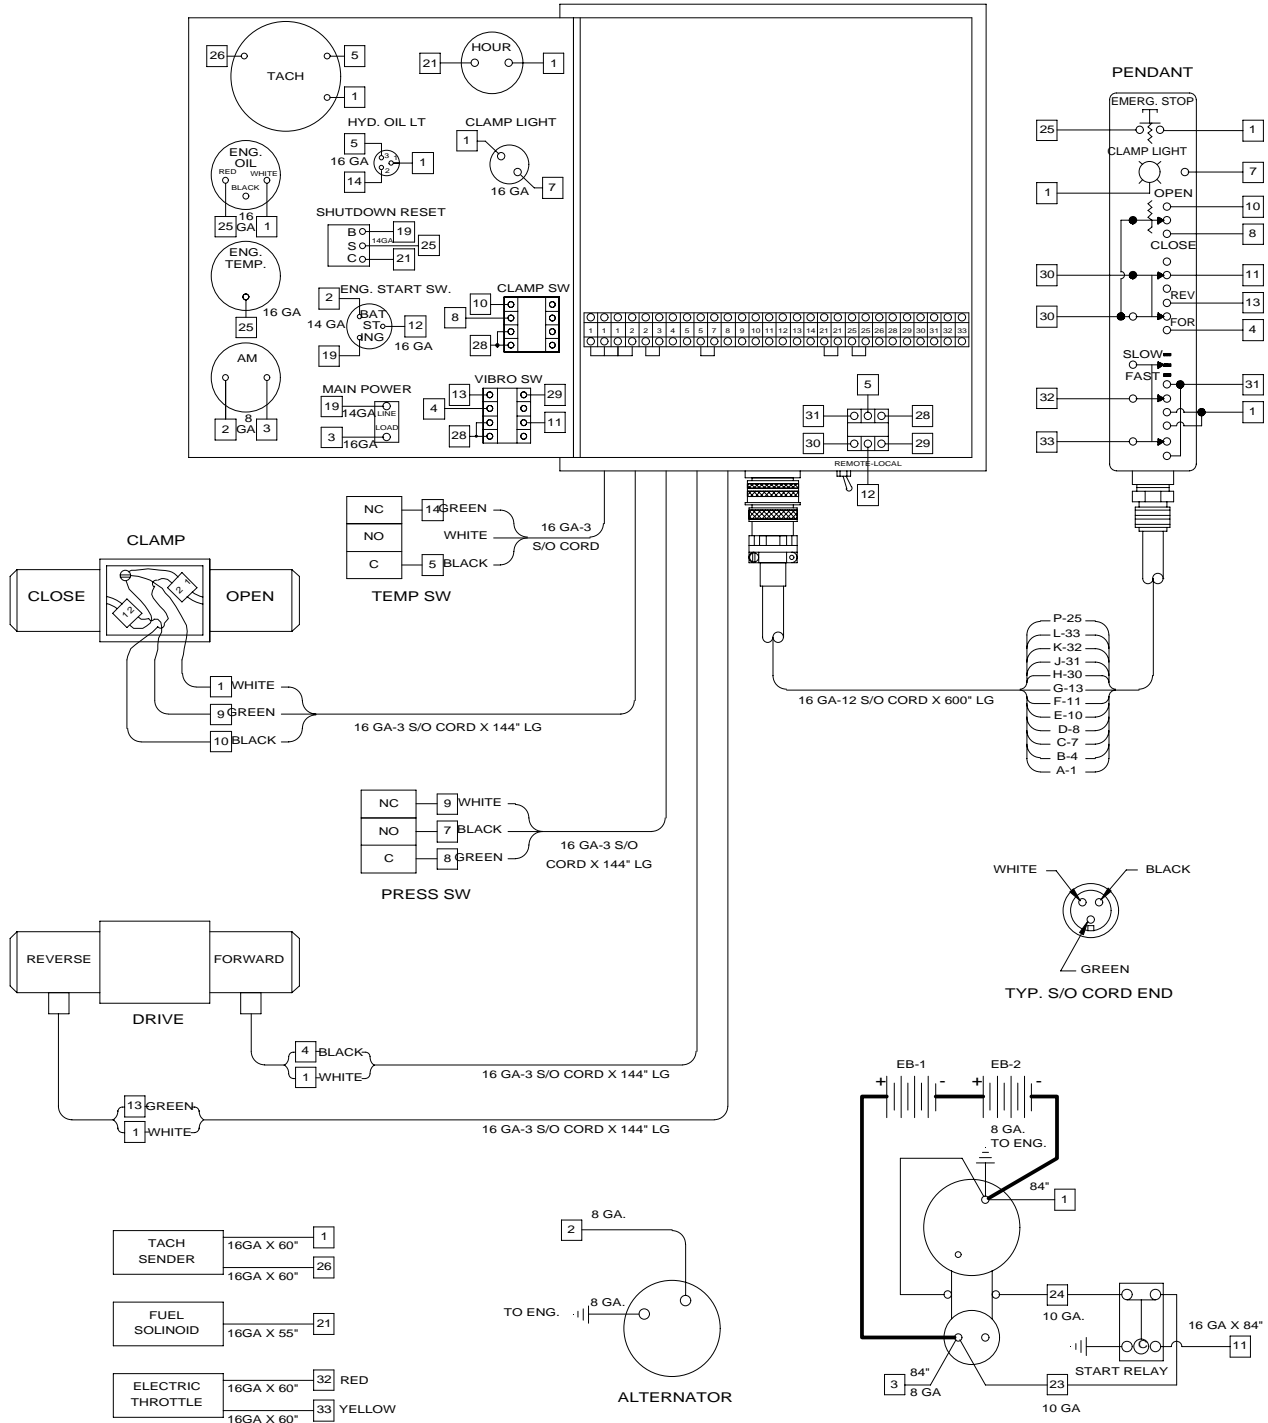 26
TACH
5
1
21
HOUR
1
HYD. OIL LT
5
16 GA
3
1
2
1
14
CLAMP LIGHT
1
16 GA
7
ENG.
OIL
RED
WHITE
BLACK
25
16
GA
1
SHUTDOWN RESET
B
19
S
14GA
25
C
21
ENG.
TEMP.
16 GA
25
ENG. START SW.
2
14 GA
BAT
ST
ING
12
16 GA
19
CLAMP SW
10
8
28
AM
2
8
GA
3
MAIN POWER
19
14GA
LINE
LOAD
3
16GA
VIBRO SW
13
29
4
11
28
1 1 1 2 2 3 4 5 5 7 8 9 10 11 12 13 14 21 21 25 25 26 28 29 30 31 32 33
5
31
28
30
29
REMOTE-LOCAL
12
PENDANT
EMERG. STOP
25
1
CLAMP LIGHT
7
1
OPEN
10
8
CLOSE
30
11
REV
13
30
FOR
4
SLOW
FAST
31
32
1
33
NC
14
GREEN
NO
WHITE
C
5
BLACK
16 GA-3
S/O CORD
TEMP SW
CLAMP
CLOSE
1 2
2 1
OPEN
1
WHITE
9
GREEN
10
BLACK
16 GA-3 S/O CORD X 144" LG
16 GA-12 S/O CORD X 600" LG
P-25
L-33
K-32
J-31
H-30
G-13
F-11
E-10
D-8
C-7
B-4
A-1
NC
9
WHITE
NO
7
BLACK
C
8
GREEN
16 GA-3 S/O
CORD X 144" LG
PRESS SW
WHITE
BLACK
GREEN
TYP. S/O CORD END
REVERSE
FORWARD
DRIVE
4
BLACK
1
WHITE
16 GA-3 S/O CORD X 144" LG
13
GREEN
1
WHITE
16 GA-3 S/O CORD X 144" LG
EB-1
EB-2
+
-
+
-
8 GA.
TO ENG.
84"
1
24
10 GA.
16 GA X 84"
11
START RELAY
3
84"
8 GA
23
10 GA
TACH
SENDER
16GA X 60"
1
16GA X 60"
26
FUEL
SOLINOID
16GA X 55"
21
ELECTRIC
THROTTLE
16GA X 60"
32
RED
16GA X 60"
33
YELLOW
2
8 GA.
TO ENG.
8 GA.
ALTERNATOR